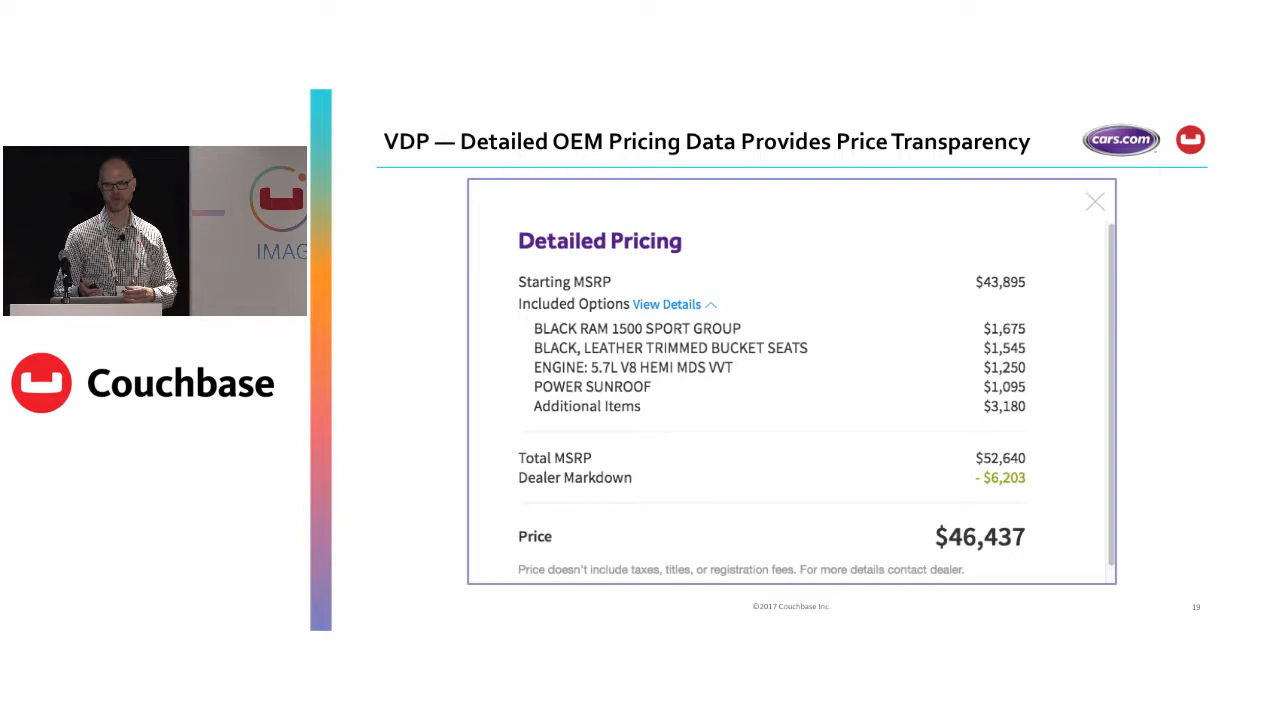 VDP — Detailed OEM Pricing Data Provides Price Transparency
cars.com
IMAG
Couchbase
Detailed Pricing
Starting MSRP $43,895
Included Options View Details
BLACK RAM 1500 SPORT GROUP $1,675
BLACK, LEATHER TRIMMED BUCKET SEATS $1,545
ENGINE: 5.7L V8 HEMI MDS VVT $1,250
POWER SUNROOF $1,095
Additional Items $3,180
Total MSRP $52,640
Dealer Markdown - $6,203
Price $46,437
Price doesn't include taxes, titles, or registration fees. For more details contact dealer.
©2017 Couchbase Inc. 19